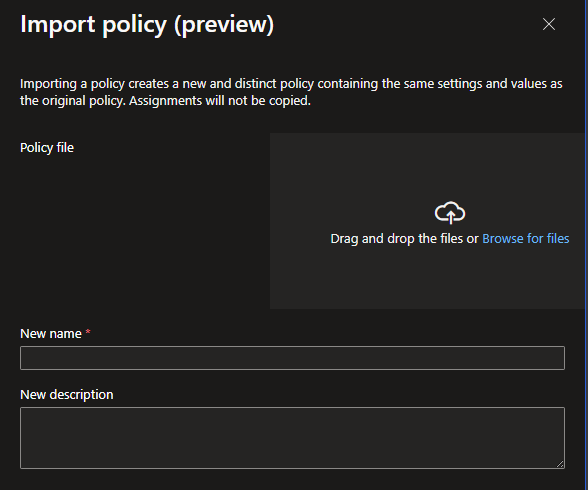 Import policy (preview)
Importing a policy creates a new and distinct policy containing the same settings and values as
the original policy. Assignments will not be copied.
Policy file
Drag and drop the files or Browse for files
New name *
New description